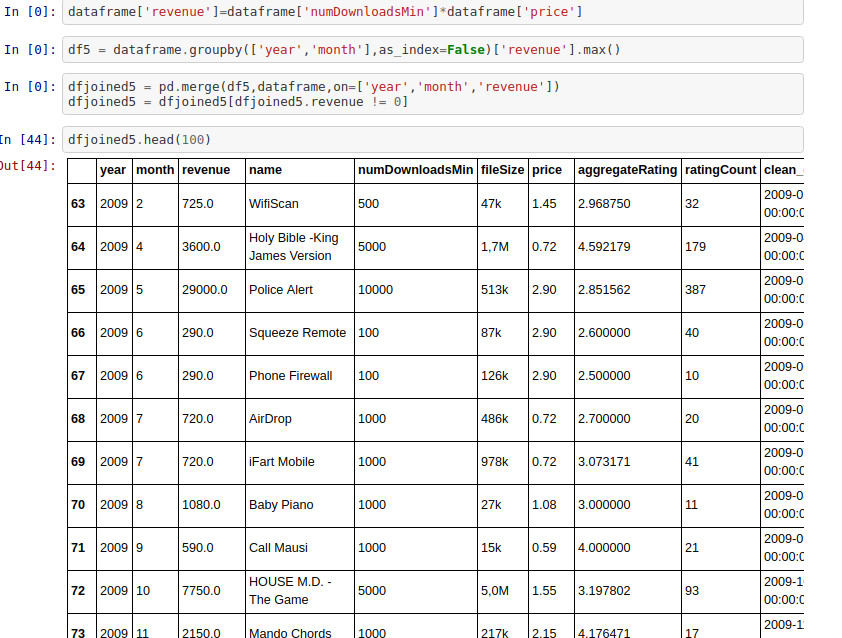 In [0]: dataframe['revenue']=dataframe['numDownloadsMin']*dataframe['price']
In [0]: df5 = dataframe.groupby(['year','month'],as_index=False)['revenue'].max()
In [0]: dfjoined5 = pd.merge(df5,dataframe,on=['year','month','revenue'])
dfjoined5 = dfjoined5[dfjoined5.revenue != 0]
In [44]: dfjoined5.head(100)
Out[44]:
year month revenue name numDownloadsMin fileSize price aggregateRating ratingCount clean_
63 2009 2 725.0 WifiScan 500 47k 1.45 2.968750 32 2009-0
00:00:0
64 2009 4 3600.0 Holy Bible -King James Version 5000 1,7M 0.72 4.592179 179 2009-0
00:00:0
65 2009 5 29000.0 Police Alert 10000 513k 2.90 2.851562 387 2009-0
00:00:0
66 2009 6 290.0 Squeeze Remote 100 87k 2.90 2.600000 40 2009-0
00:00:0
67 2009 6 290.0 Phone Firewall 100 126k 2.90 2.500000 10 2009-0
00:00:0
68 2009 7 720.0 AirDrop 1000 486k 0.72 2.700000 20 2009-0
00:00:0
69 2009 7 720.0 iFart Mobile 1000 978k 0.72 3.073171 41 2009-0
00:00:0
70 2009 8 1080.0 Baby Piano 1000 27k 1.08 3.000000 11 2009-0
00:00:0
71 2009 9 590.0 Call Mausi 1000 15k 0.59 4.000000 21 2009-0
00:00:0
72 2009 10 7750.0 HOUSE M.D. - The Game 5000 5,0M 1.55 3.197802 93 2009-1
00:00:0
73 2009 11 2150.0 Mando Chords 1000 217k 2.15 4.176471 17 2009-1